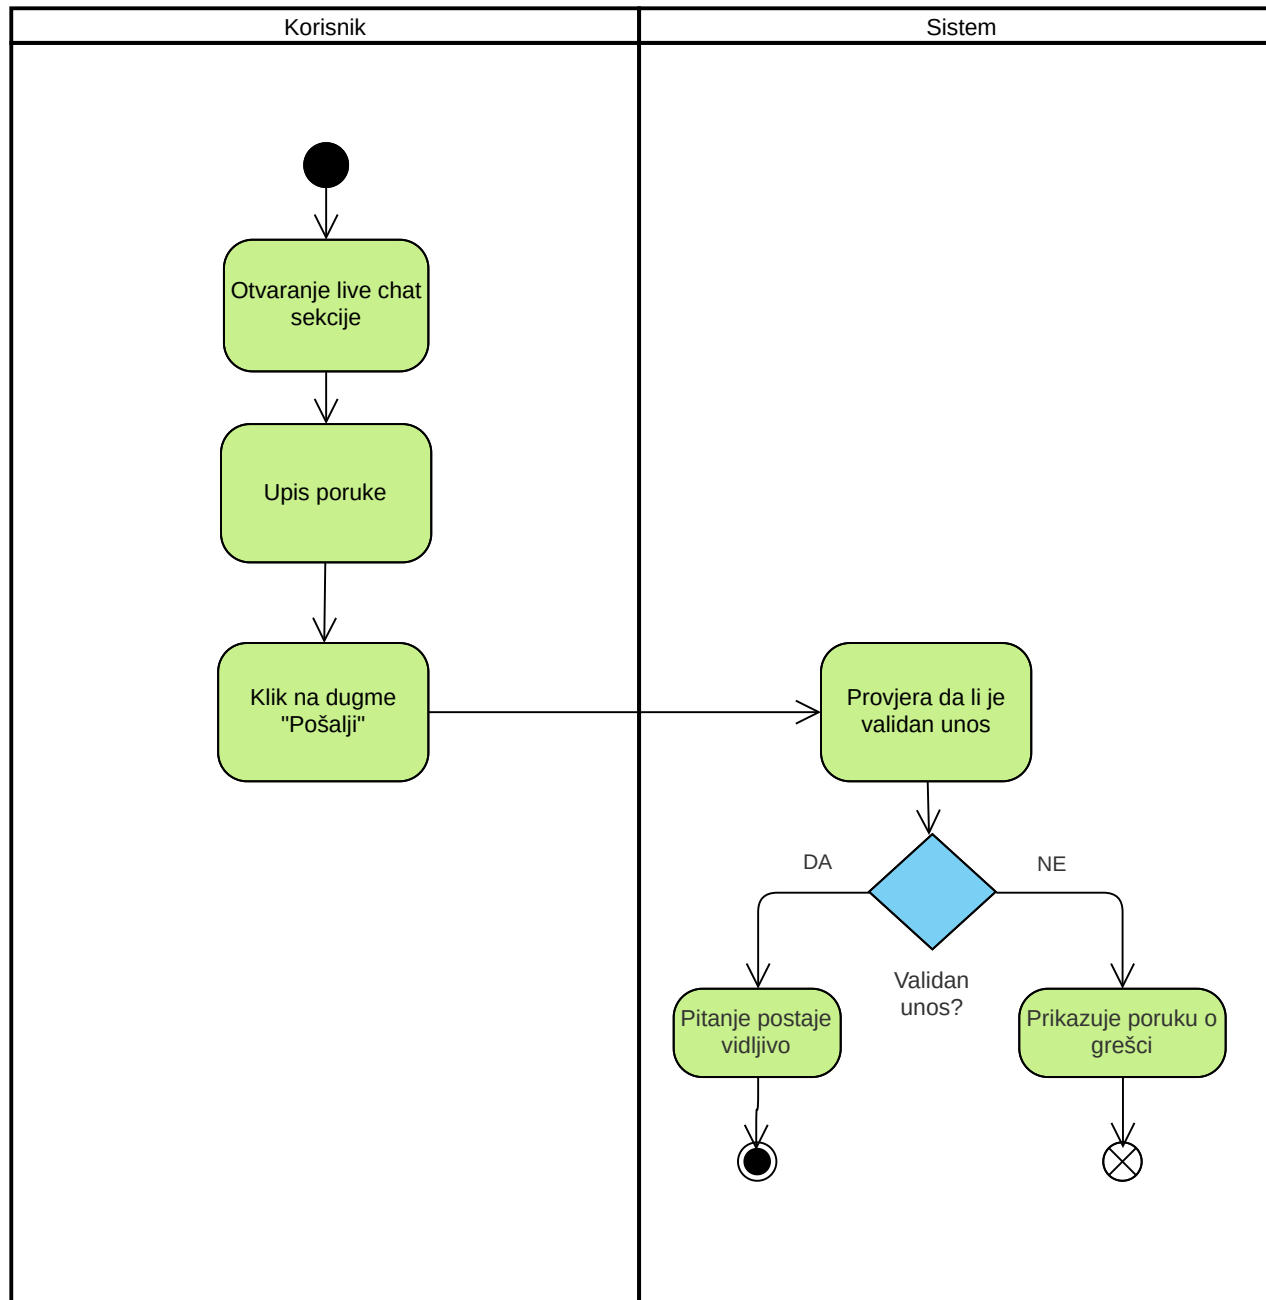 Korisnik
Sistem
Otvaranje live chat
sekcije
Upis poruke
Klik na dugme
"Pošalji"
Provjera da li je
validan unos
DA
NE
Validan
unos?
Pitanje postaje
vidljivo
Prikazuje poruku o
grešci